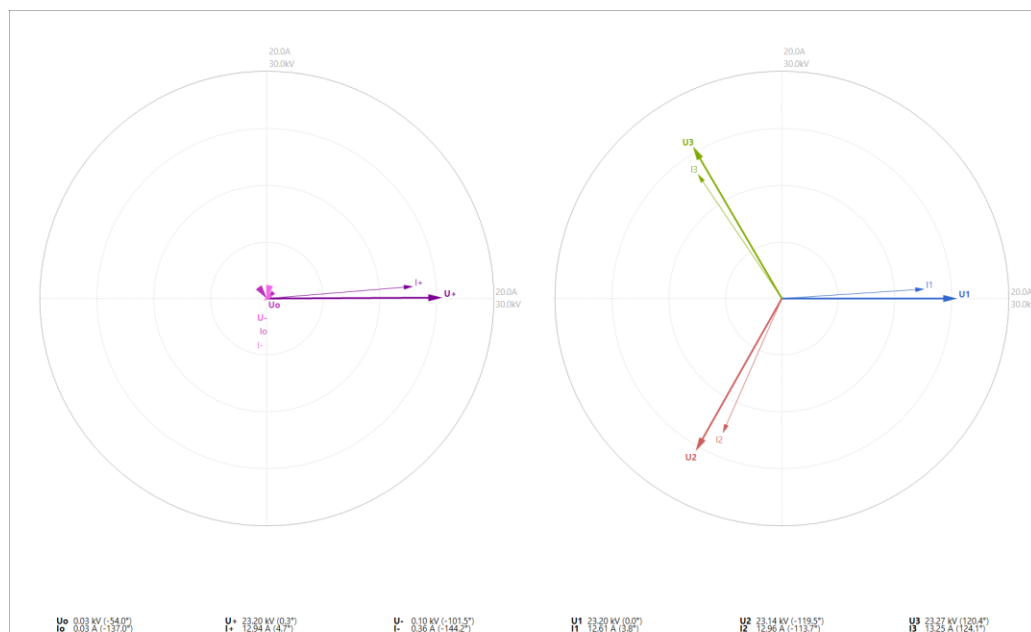 20.0A
30.0kV
20.0A
30.0kV
U3
I3
I+
U+
20.0A
30.0kV
I1
U1
20.0A
30.0kV
Uo
U-
Io
I-
I2
U2
Uo 0.03 kV (-54.0°) U+ 23.20 kV (0.3°) U- 0.10 kV (-101.5°) U1 23.20 kV (0.0°) U2 23.14 kV (-119.5°) U3 23.27 kV (120.4°)
Io 0.03 A (-137.0°) I+ 12.94 A (4.7°) I- 0.36 A (-144.2°) I1 12.61 A (3.8°) I2 12.96 A (-113.7°) I3 13.25 A (124.1°)